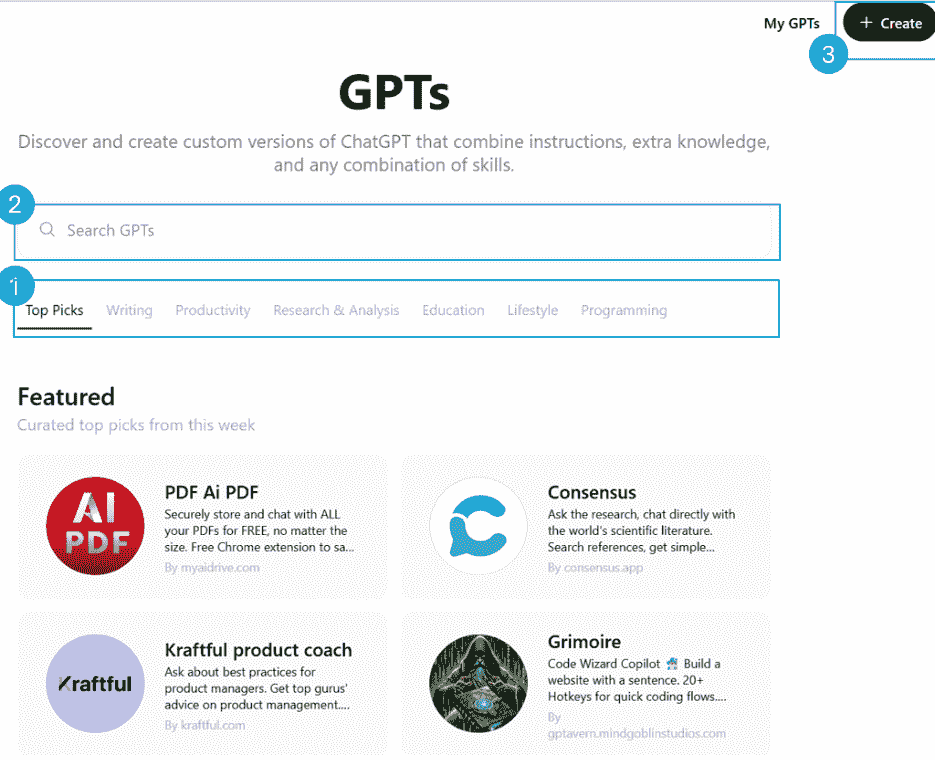 My GPTs
+ Create
3
GPTs
Discover and create custom versions of ChatGPT that combine instructions, extra knowledge,
and any combination of skills.
2
Search GPTs
1
Top Picks Writing Productivity Research & Analysis Education Lifestyle Programming
Featured
Curated top picks from this week
AI
PDF
PDF Ai PDF
Securely store and chat with ALL
your PDFs for FREE, no matter the
size. Free Chrome extension to sa...
By myaidrive.com
Consensus
Ask the research, chat directly with
the world's scientific literature.
Search references, get simple...
By consensus.app
Kraftful
Kraftful product coach
Ask about best practices for
product managers. Get top gurus'
advice on product management....
By kraftful.com
Grimoire
Code Wizard Copilot 🧙 Build a
website with a sentence. 20+
Hotkeys for quick coding flows....
By
gptavern.mindgoblinstudios.com